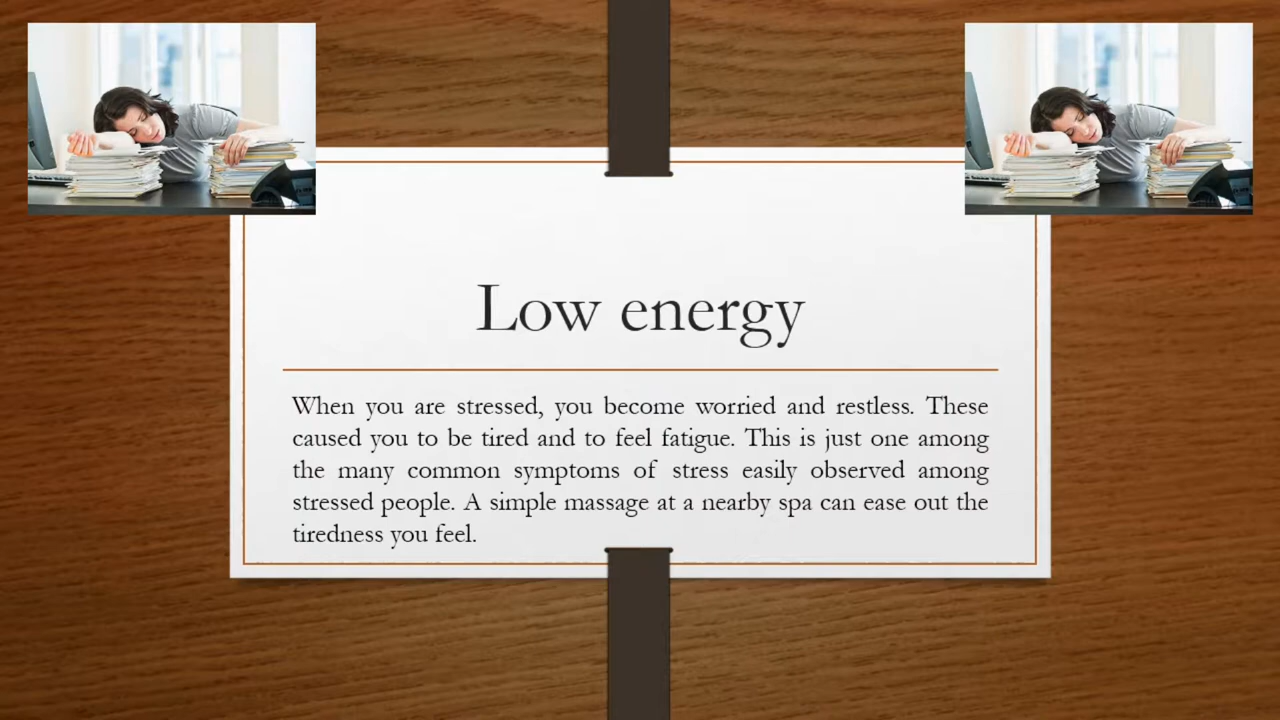 Low energy
When you are stressed, you become worried and restless. These
caused you to be tired and to feel fatigue. This is just one among
the many common symptoms of stress easily observed among
stressed people. A simple massage at a nearby spa can ease out the
tiredness you feel.